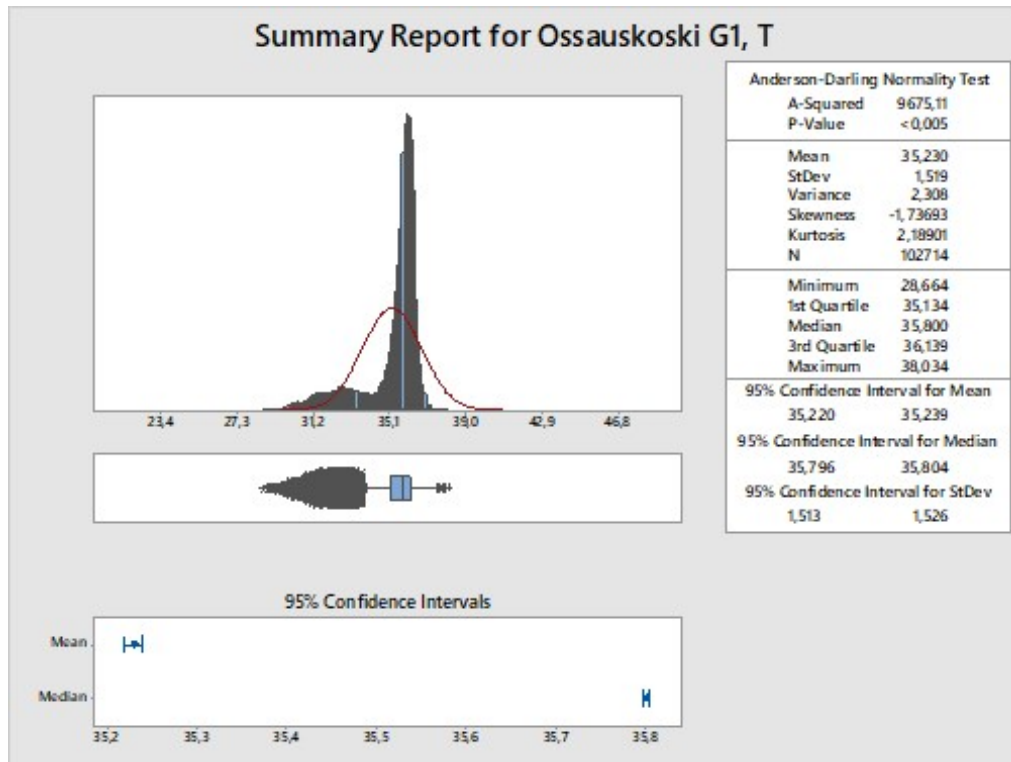 Summary Report for Ossauskoski G1, T
Anderson-Darling Normality Test
A-Squared 9675,11
P-Value <0,005
Mean 35,230
StDev 1,519
Variance 2,308
Skewness -1,73693
Kurtosis 2,18901
N 102714
Minimum 28,664
1st Quartile 35,134
Median 35,800
3rd Quartile 36,139
Maximum 38,034
95% Confidence Interval for Mean
35,220 35,239
95% Confidence Interval for Median
35,796 35,804
95% Confidence Interval for StDev
1,513 1,526
23,4 27,3 31,2 35,1 39,0 42,9 46,8
95% Confidence Intervals
Mean
Median
35,2 35,3 35,4 35,5 35,6 35,7 35,8